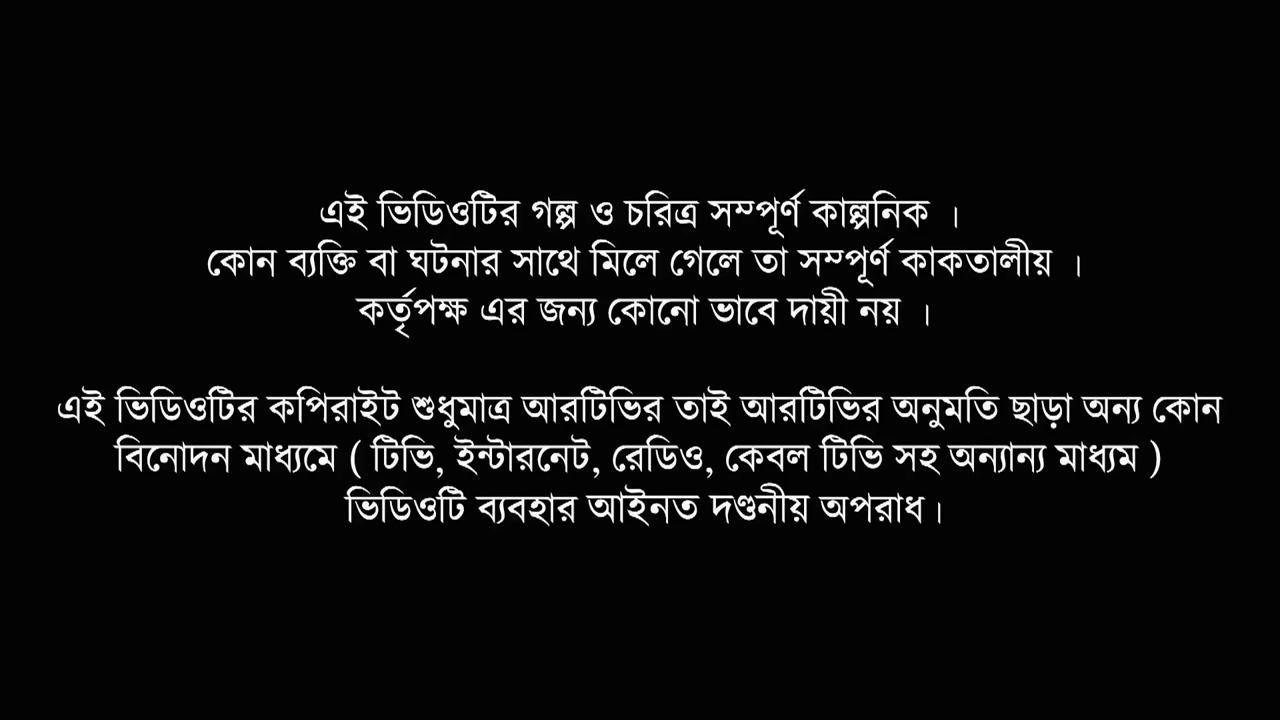 এই ভিডিওটির গল্প ও চরিত্র সম্পূর্ণ কাল্পনিক ।
কোন ব্যক্তি বা ঘটনার সাথে মিলে গেলে তা সম্পূর্ণ কাকতালীয় ।
কর্তৃপক্ষ এর জন্য কোনো ভাবে দায়ী নয় ।
এই ভিডিওটির কপিরাইট শুধুমাত্র আরটিভির তাই আরটিভির অনুমতি ছাড়া অন্য কোন
বিনোদন মাধ্যমে ( টিভি, ইন্টারনেট, রেডিও, কেবল টিভি সহ অন্যান্য মাধ্যম )
ভিডিওটি ব্যবহার আইনত দণ্ডনীয় অপরাধ।